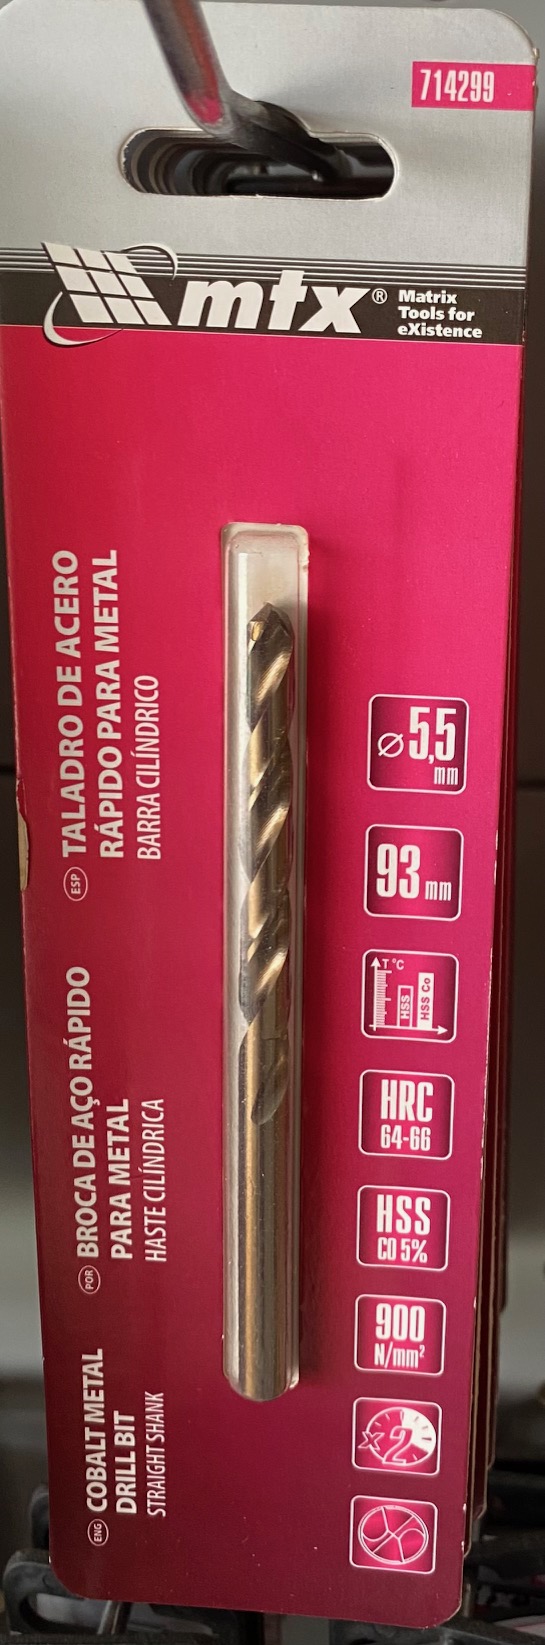 714299
mtx®
Matrix
Tools for
eXistence
ESP
TALADRO DE ACERO
RÁPIDO PARA METAL
BARRA CILÍNDRICO
POR
BROCA DE AÇO RÁPIDO
PARA METAL
HASTE CILÍNDRICA
ENG
COBALT METAL
DRILL BIT
STRAIGHT SHANK
Ø 5,5
mm
93 mm
T °C
HSS
HSS Co
HRC
64-66
HSS
CO 5%
900
N/mm²
x2